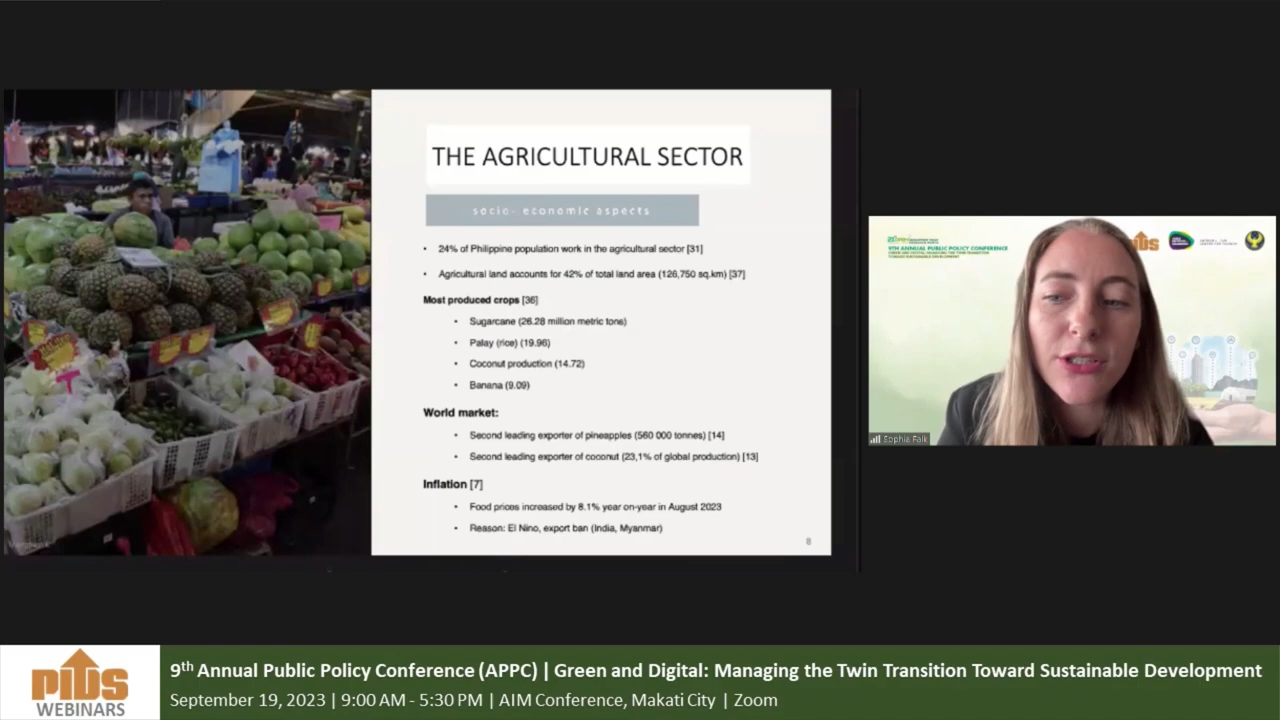 THE AGRICULTURAL SECTOR
socio- economic aspects
• 24% of Philippine population work in the agricultural sector [31]
• Agricultural land accounts for 42% of total land area (126,750 sq.km) [37]
Most produced crops [36]
• Sugarcane (26.28 million metric tons)
• Palay (rice) (19.96)
• Coconut production (14.72)
• Banana (9.09)
World market:
• Second leading exporter of pineapples (560 000 tonnes) [14]
• Second leading exporter of coconut (23,1% of global production) [13]
Inflation [7]
• Food prices increased by 8.1% year on-year in August 2023
• Reason: El Nino, export ban (India, Myanmar)
8
9TH ANNUAL PUBLIC POLICY CONFERENCE
Sophia Falk
PIDS
WEBINARS
9th Annual Public Policy Conference (APPC) | Green and Digital: Managing the Twin Transition Toward Sustainable Development
September 19, 2023 | 9:00 AM - 5:30 PM | AIM Conference, Makati City | Zoom